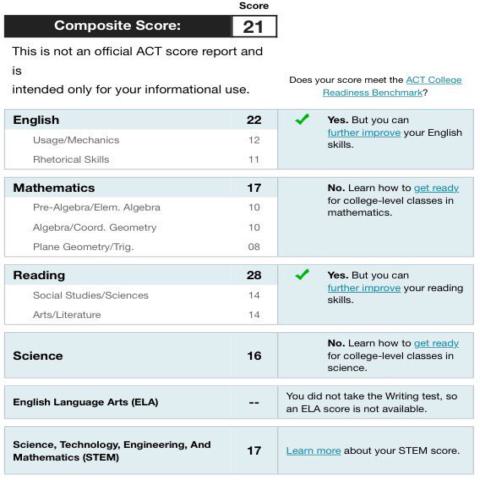 Score
Composite Score: 21
This is not an official ACT score report and
is
intended only for your informational use.
Does your score meet the ACT College
Readiness Benchmark?
English 22 Yes. But you can
further improve your English
skills.
Usage/Mechanics 12
Rhetorical Skills 11
Mathematics 17 No. Learn how to get ready
for college-level classes in
mathematics.
Pre-Algebra/Elem. Algebra 10
Algebra/Coord. Geometry 10
Plane Geometry/Trig. 08
Reading 28 Yes. But you can
further improve your reading
skills.
Social Studies/Sciences 14
Arts/Literature 14
Science 16 No. Learn how to get ready
for college-level classes in
science.
English Language Arts (ELA) -- You did not take the Writing test, so
an ELA score is not available.
Science, Technology, Engineering, And
Mathematics (STEM) 17 Learn more about your STEM score.